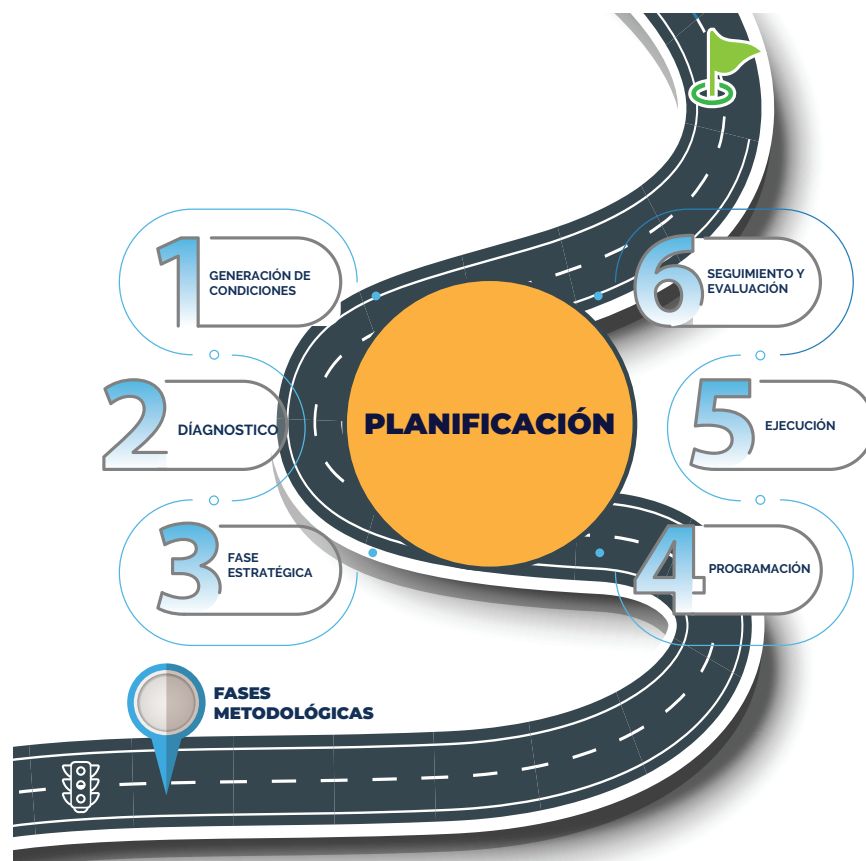 1
GENERACIÓN DE
CONDICIONES
2
DÍAGNOSTICO
3
FASE
ESTRATÉGICA
PLANIFICACIÓN
6
SEGUIMIENTO Y
EVALUACIÓN
5
EJECUCIÓN
4
PROGRAMACIÓN
FASES
METODOLÓGICAS